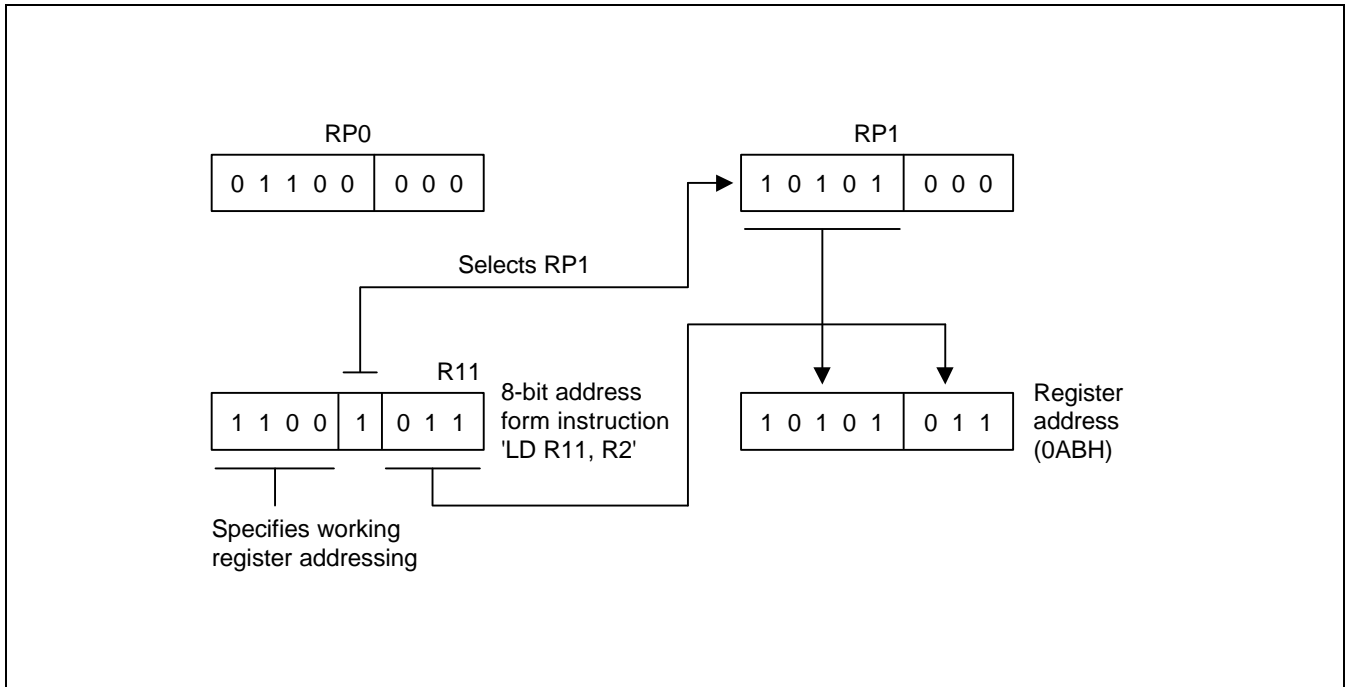 RP0
0 1 1 0 0 0 0 0
RP1
1 0 1 0 1 0 0 0
Selects RP1
R11
1 1 0 0 1 0 1 1
8-bit address
form instruction
'LD R11, R2'
1 0 1 0 1 0 1 1
Register
address
(0ABH)
Specifies working
register addressing